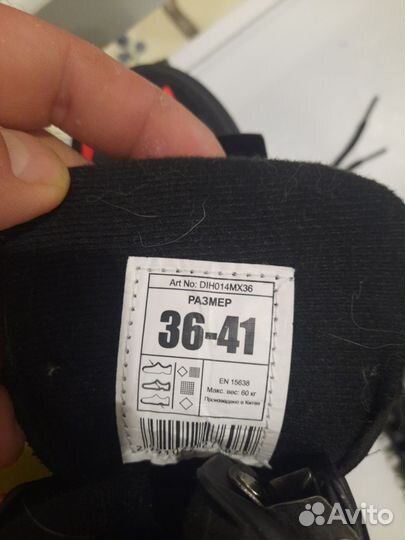 Art No: DIH014MX36
РАЗМЕР
36-41
EN 15638
Макс. вес: 60 кг
Произведено в Китае
Avito